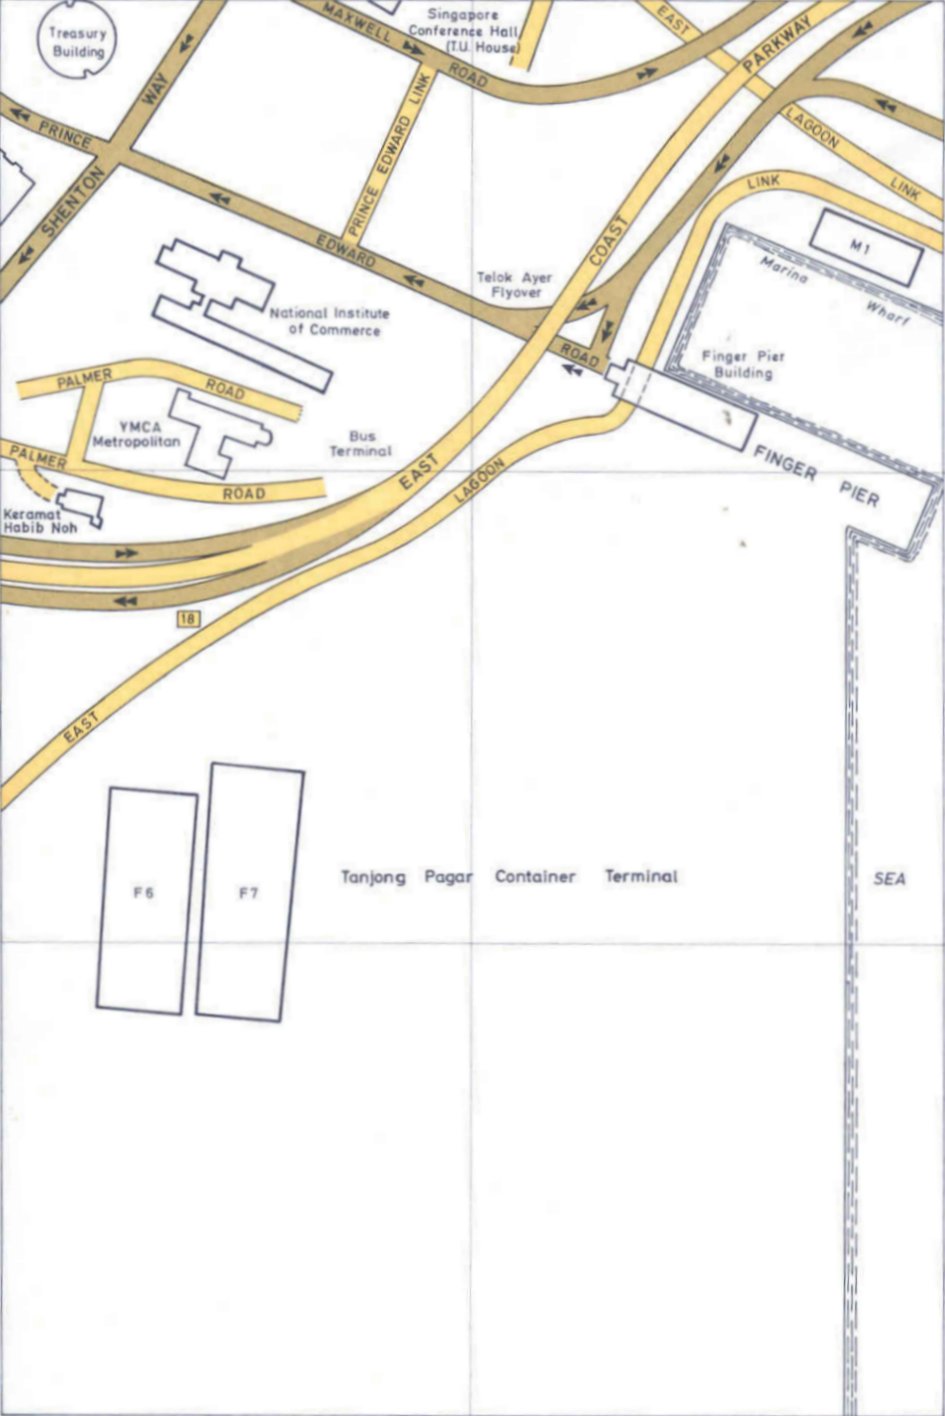 Treasury
Building
MAXWELL
ROAD
Singapore
Conference Hall
(T.U. House)
EAST
LAGOON
LINK
PARKWAY
COAST
EAST
SHENTON
WAY
PRINCE
EDWARD
ROAD
PRINCE EDWARD LINK
LINK
M1
Marina
Wharf
Telok Ayer
Flyover
National Institute
of Commerce
Finger Pier
Building
FINGER PIER
PALMER
ROAD
YMCA
Metropolitan
Bus
Terminal
PALMER
ROAD
Keramat
Habib Noh
LAGOON
18
EAST
F6
F7
Tanjong Pagar Container Terminal
SEA